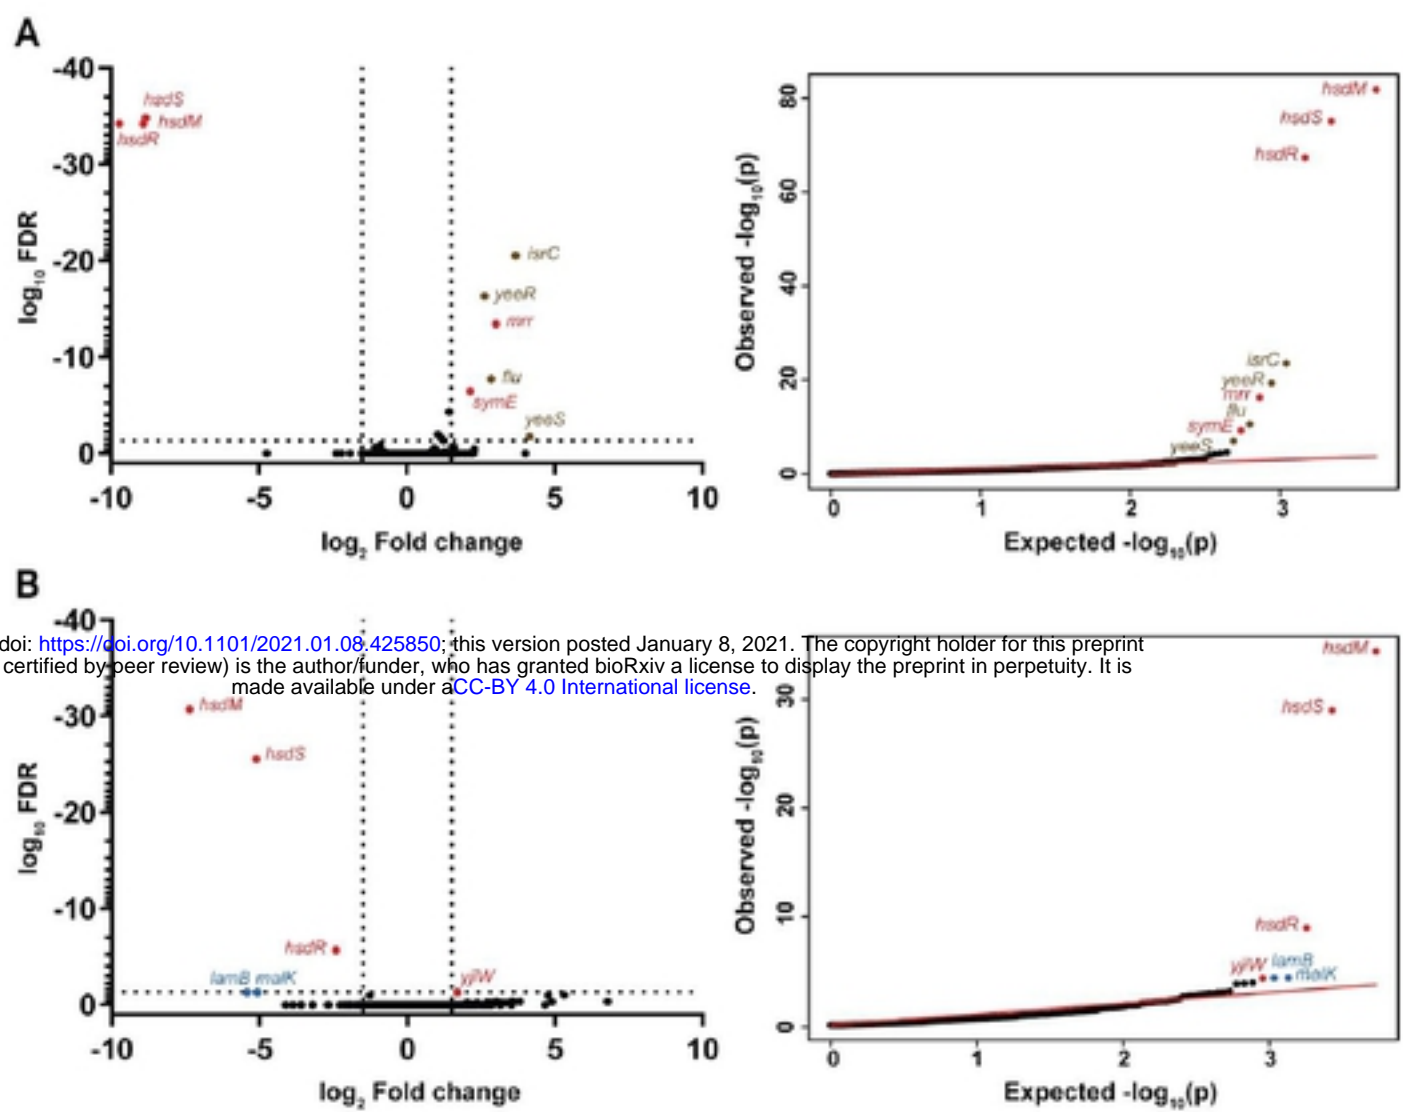 A
-40
-30
-20
-10
0
log10 FDR
hsdS
hsdM
hsdR
isrC
yeeR
mrr
flu
symE
yeeS
-10 -5 0 5 10
log2 Fold change
80
60
40
20
0
Observed -log10(p)
hsdM
hsdS
hsdR
isrC
yeeR
mrr
flu
symE
yeeS
0 1 2 3
Expected -log10(p)
B
-40
doi: https://doi.org/10.1101/2021.01.08.425850; this version posted January 8, 2021. The copyright holder for this preprint
certified by peer review) is the author/funder, who has granted bioRxiv a license to display the preprint in perpetuity. It is
made available under aCC-BY 4.0 International license.
-30
-20
-10
0
log10 FDR
hsdM
hsdS
hsdR
lamB malK
yjiW
-10 -5 0 5 10
log2 Fold change
30
20
10
0
Observed -log10(p)
hsdM
hsdS
hsdR
yjiW lamB
malK
0 1 2 3
Expected -log10(p)